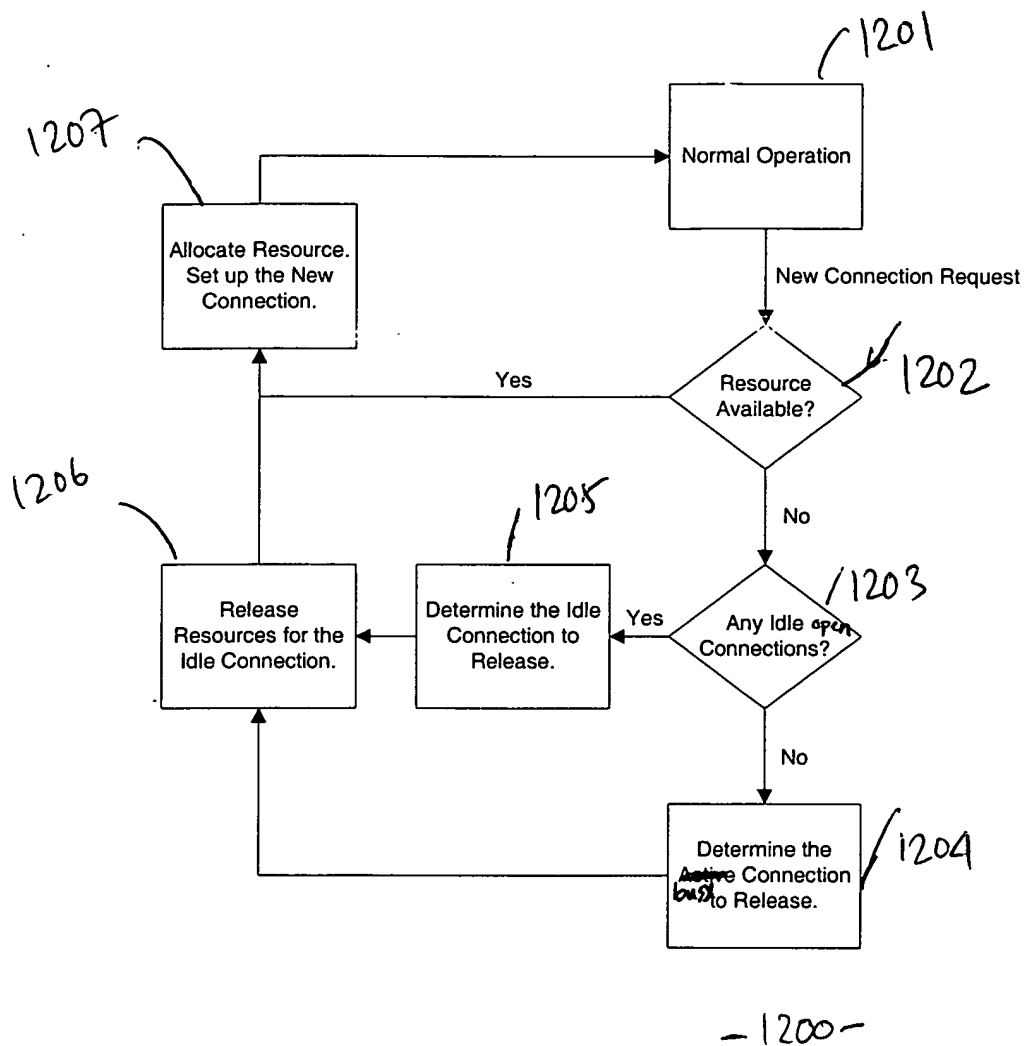 1201
1207
Normal Operation
Allocate Resource.
Set up the New
Connection.
New Connection Request
Yes
Resource
Available?
1202
1206
1205
No
1203
Release
Resources for the
Idle Connection.
Determine the Idle
Connection to
Release.
Yes
Any Idle open
Connections?
No
Determine the
Active Connection
busy to Release.
1204
- 1200 -